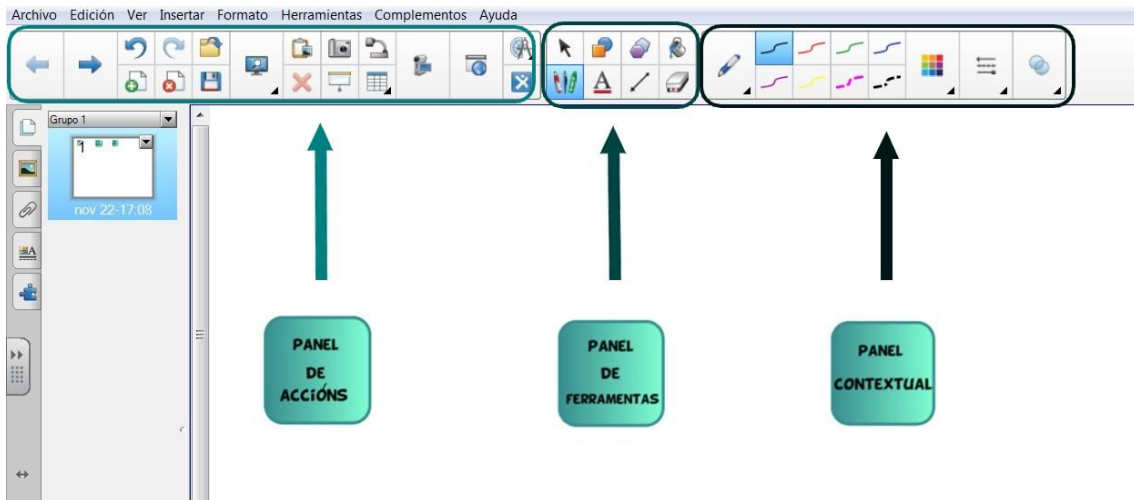 Archivo Edición Ver Insertar Formato Herramientas Complementos Ayuda
Grupo 1
1
nov 22-17:08
PANEL
DE
ACCIÓNS
PANEL
DE
FERRAMENTAS
PANEL
CONTEXTUAL